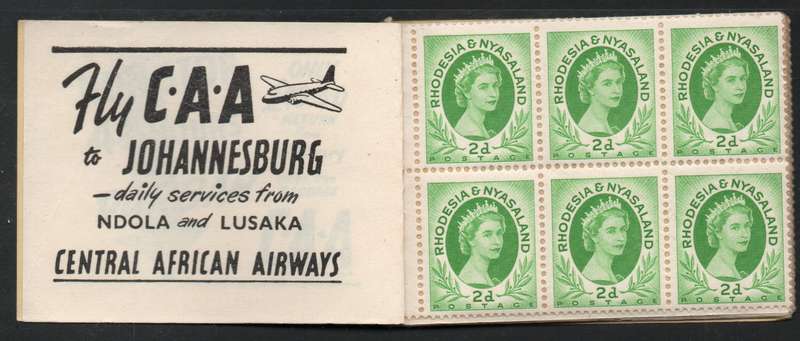 Fly C.A.A
to JOHANNESBURG
- daily services from
NDOLA and LUSAKA
CENTRAL AFRICAN AIRWAYS
RHODESIA & NYASALAND
2d
POSTAGE
RHODESIA & NYASALAND
2d
POSTAGE
RHODESIA & NYASALAND
2d
POSTAGE
RHODESIA & NYASALAND
2d
POSTAGE
RHODESIA & NYASALAND
2d
POSTAGE
RHODESIA & NYASALAND
2d
POSTAGE